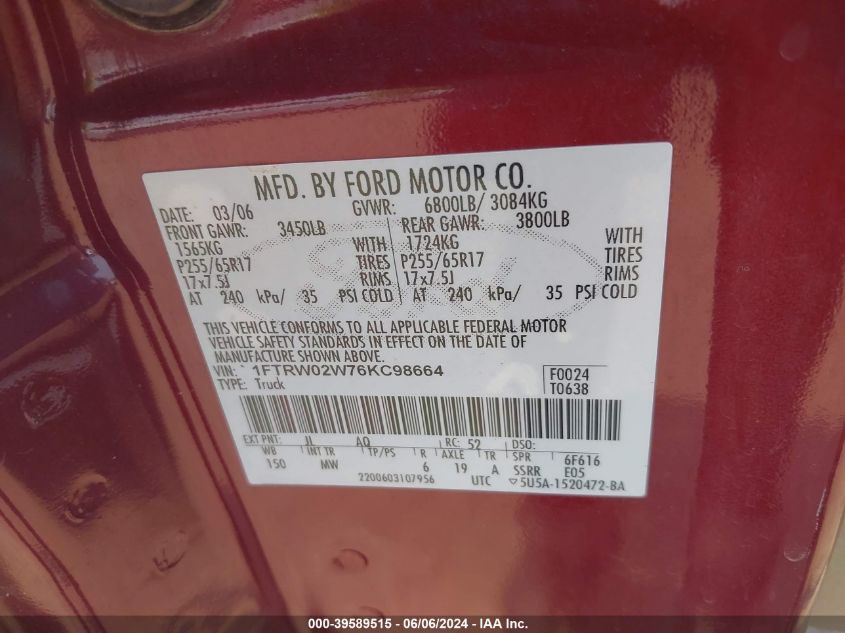 MFD. BY FORD MOTOR CO.
DATE: 03/06 GVWR: 6800LB/ 3084KG
FRONT GAWR: 3450LB REAR GAWR: 3800LB
1565KG WITH 1724KG WITH
P255/65R17 TIRES P255/65R17 TIRES
17x7.5J RIMS 17x7.5J RIMS
AT 240 kPa/ 35 PSI COLD AT 240 kPa/ 35 PSI COLD
Ford
THIS VEHICLE CONFORMS TO ALL APPLICABLE FEDERAL MOTOR
VEHICLE SAFETY STANDARDS IN EFFECT ON THE DATE OF
MANUFACTURE SHOWN ABOVE.
VIN: 1FTRW02W76KC98664 F0024
TYPE: Truck T0638
EXT PNT: JL AQ RC: 52 DSO:
WB INT TR TP/PS R AXLE TR SPR 6F616
150 MW 6 19 A SSRR E05
2200603107956 UTC ▽5U5A-1520472-BA
000-39589515 - 06/06/2024 - IAA Inc.